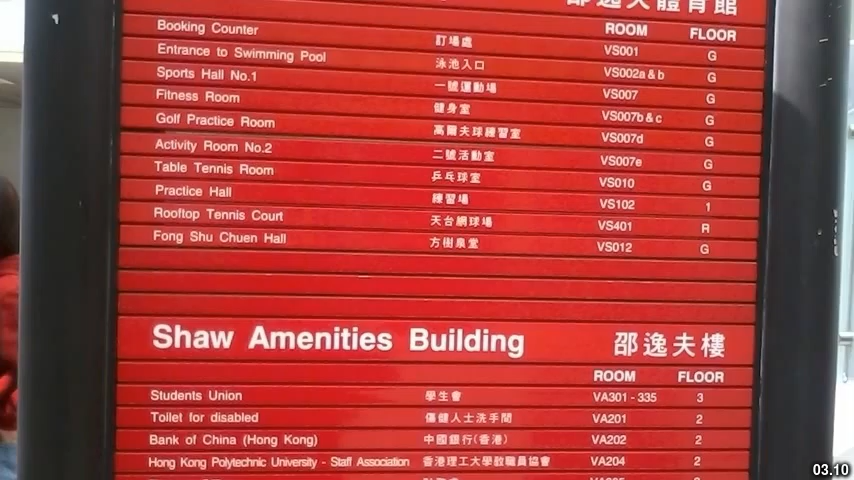 邵逸夫體育館
ROOM FLOOR
Booking Counter 訂場處 VS001 G
Entrance to Swimming Pool 泳池入口 VS002a & b G
Sports Hall No.1 一號運動場 VS007 G
Fitness Room 健身室 VS007b & c G
Golf Practice Room 高爾夫球練習室 VS007d G
Activity Room No.2 二號活動室 VS007e G
Table Tennis Room 乒乓球室 VS010 G
Practice Hall 練習場 VS102 1
Rooftop Tennis Court 天台網球場 VS401 R
Fong Shu Chuen Hall 方樹泉堂 VS012 G
Shaw Amenities Building 邵逸夫樓
ROOM FLOOR
Students Union 學生會 VA301 - 335 3
Toilet for disabled 傷健人士洗手間 VA201 2
Bank of China (Hong Kong) 中國銀行(香港) VA202 2
Hong Kong Polytechnic University - Staff Association 香港理工大學教職員協會 VA204 2
03.10